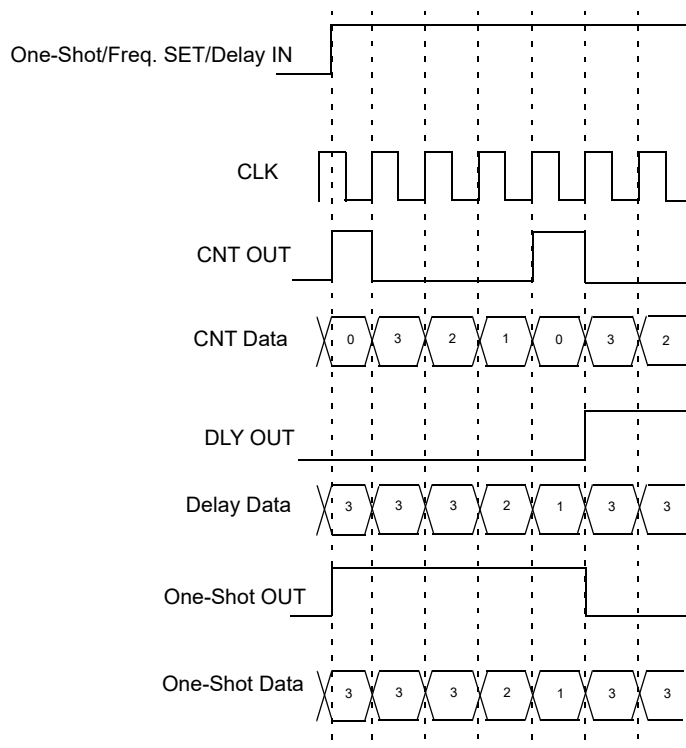 One-Shot/Freq. SET/Delay IN
CLK
CNT OUT
CNT Data 0 3 2 1 0 3 2
DLY OUT
Delay Data 3 3 3 2 1 3 3
One-Shot OUT
One-Shot Data 3 3 3 2 1 3 3